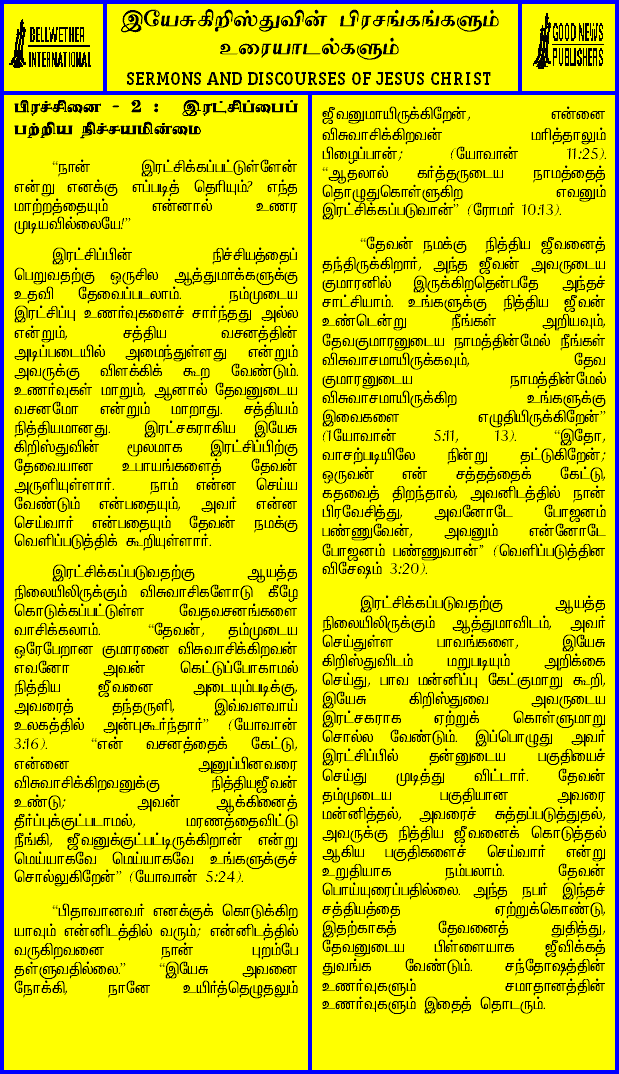 BELLWETHER
INTERNATIONAL
இயேசுகிறிஸ்துவின் பிரசங்கங்களும்
உரையாடல்களும்
SERMONS AND DISCOURSES OF JESUS CHRIST
GOOD NEWS
PUBLISHERS
பிரச்சினை - 2 : இரட்சிப்பைப்
பற்றிய நிச்சயமின்மை
“நான் இரட்சிக்கப்பட்டுள்ளேன்
என்று எனக்கு எப்படித் தெரியும்? எந்த
மாற்றத்தையும் என்னால் உணர
முடியவில்லையே!”
இரட்சிப்பின் நிச்சியத்தைப்
பெறுவதற்கு ஒருசில ஆத்துமாக்களுக்கு
உதவி தேவைப்படலாம். நம்முடைய
இரட்சிப்பு உணர்வுகளைச் சார்ந்தது அல்ல
என்றும், சத்திய வசனத்தின்
அடிப்படையில் அமைந்துள்ளது என்றும்
அவருக்கு விளக்கிக் கூற வேண்டும்.
உணர்வுகள் மாறும், ஆனால் தேவனுடைய
வசனமோ என்றும் மாறாது. சத்தியம்
நித்தியமானது. இரட்சகராகிய இயேசு
கிறிஸ்துவின் மூலமாக இரட்சிப்பிற்கு
தேவையான உபாயங்களைத் தேவன்
அருளியுள்ளார். நாம் என்ன செய்ய
வேண்டும் என்பதையும், அவர் என்ன
செய்வார் என்பதையும் தேவன் நமக்கு
வெளிப்படுத்திக் கூறியுள்ளார்.
இரட்சிக்கப்படுவதற்கு ஆயத்த
நிலையிலிருக்கும் விசுவாசிகளோடு கீழே
கொடுக்கப்பட்டுள்ள வேதவசனங்களை
வாசிக்கலாம். “தேவன், தம்முடைய
ஒரேபேறான குமாரனை விசுவாசிக்கிறவன்
எவனோ அவன் கெட்டுப்போகாமல்
நித்திய ஜீவனை அடையும்படிக்கு,
அவரைத் தந்தருளி, இவ்வளவாய்
உலகத்தில் அன்புகூர்ந்தார்” (யோவான்
3:16). “என் வசனத்தைக் கேட்டு,
என்னை அனுப்பினவரை
விசுவாசிக்கிறவனுக்கு நித்தியஜீவன்
உண்டு; அவன் ஆக்கினைத்
தீர்ப்புக்குட்படாமல், மரணத்தைவிட்டு
நீங்கி, ஜீவனுக்குட்பட்டிருக்கிறான் என்று
மெய்யாகவே மெய்யாகவே உங்களுக்குச்
சொல்லுகிறேன்” (யோவான் 5:24).
“பிதாவானவர் எனக்குக் கொடுக்கிற
யாவும் என்னிடத்தில் வரும்; என்னிடத்தில்
வருகிறவனை நான் புறம்பே
தள்ளுவதில்லை.” “இயேசு அவனை
நோக்கி, நானே உயிர்த்தெழுதலும்
ஜீவனுமாயிருக்கிறேன், என்னை
விசுவாசிக்கிறவன் மரித்தாலும்
பிழைப்பான்; (யோவான் 11:25).
“ஆதலால் கர்த்தருடைய நாமத்தைத்
தொழுதுகொள்ளுகிற எவனும்
இரட்சிக்கப்படுவான்” (ரோமர் 10:13).
“தேவன் நமக்கு நித்திய ஜீவனைத்
தந்திருக்கிறார், அந்த ஜீவன் அவருடைய
குமாரனில் இருக்கிறதென்பதே அந்தச்
சாட்சியாம். உங்களுக்கு நித்திய ஜீவன்
உண்டென்று நீங்கள் அறியவும்,
தேவகுமாரனுடைய நாமத்தின்மேல் நீங்கள்
விசுவாசமாயிருக்கவும், தேவ
குமாரனுடைய நாமத்தின்மேல்
விசுவாசமாயிருக்கிற உங்களுக்கு
இவைகளை எழுதியிருக்கிறேன்”
(1யோவான் 5:11, 13). “இதோ,
வாசற்படியிலே நின்று தட்டுகிறேன்;
ஒருவன் என் சத்தத்தைக் கேட்டு,
கதவைத் திறந்தால், அவனிடத்தில் நான்
பிரவேசித்து, அவனோடே போஜனம்
பண்ணுவேன், அவனும் என்னோடே
போஜனம் பண்ணுவான்” (வெளிப்படுத்தின
விசேஷம் 3:20).
இரட்சிக்கப்படுவதற்கு ஆயத்த
நிலையிலிருக்கும் ஆத்துமாவிடம், அவர்
செய்துள்ள பாவங்களை, இயேசு
கிறிஸ்துவிடம் மறுபடியும் அறிக்கை
செய்து, பாவ மன்னிப்பு கேட்குமாறு கூறி,
இயேசு கிறிஸ்துவை அவருடைய
இரட்சகராக ஏற்றுக் கொள்ளுமாறு
சொல்ல வேண்டும். இப்பொழுது அவர்
இரட்சிப்பில் தன்னுடைய பகுதியைச்
செய்து முடித்து விட்டார். தேவன்
தம்முடைய பகுதியான அவரை
மன்னித்தல், அவரைச் சுத்தப்படுத்துதல்,
அவருக்கு நித்திய ஜீவனைக் கொடுத்தல்
ஆகிய பகுதிகளைச் செய்வார் என்று
உறுதியாக நம்பலாம். தேவன்
பொய்யுரைப்பதில்லை. அந்த நபர் இந்தச்
சத்தியத்தை ஏற்றுக்கொண்டு,
இதற்காகத் தேவனைத் துதித்து,
தேவனுடைய பிள்ளையாக ஜீவிக்கத்
துவங்க வேண்டும். சந்தோஷத்தின்
உணர்வுகளும் சமாதானத்தின்
உணர்வுகளும் இதைத் தொடரும்.